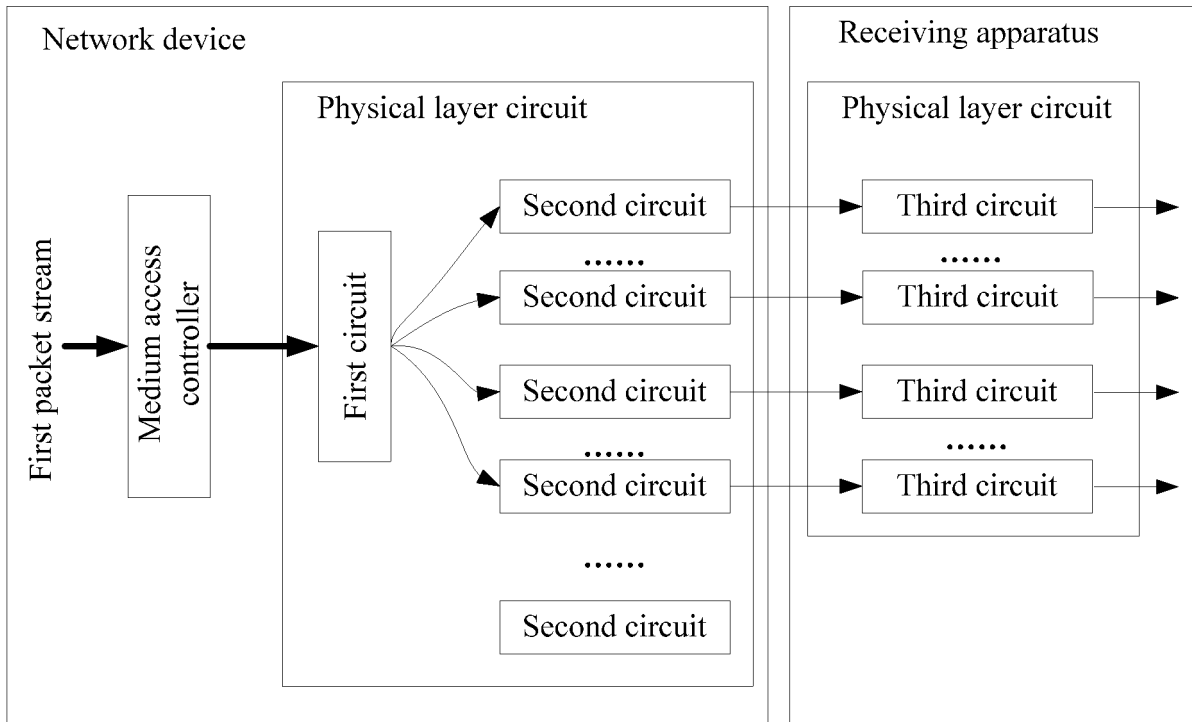 Network device
Receiving apparatus
Physical layer circuit
Physical layer circuit
First packet stream
Medium access
controller
First circuit
Second circuit
Third circuit
......
......
Second circuit
Third circuit
Second circuit
Third circuit
......
......
Second circuit
Third circuit
......
Second circuit